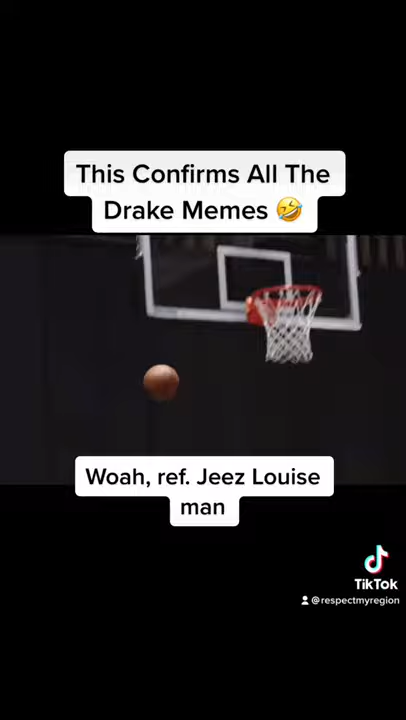 This Confirms All The
Drake Memes 🤣
Woah, ref. Jeez Louise
man
TikTok
@respectmyregion